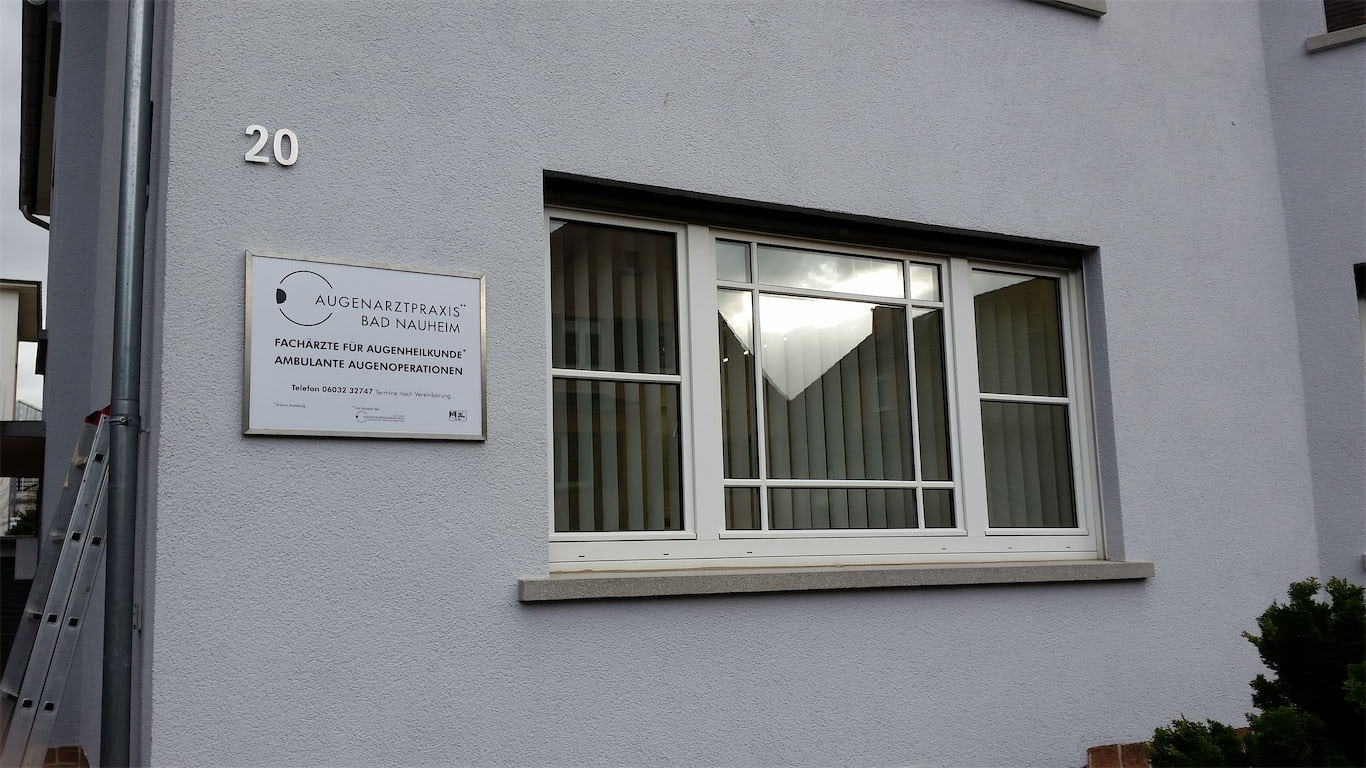 20
AUGENARZTPRAXIS**
BAD NAUHEIM
FACHÄRZTE FÜR AUGENHEILKUNDE*
AMBULANTE AUGENOPERATIONEN
Telefon 06032 32747 Termine nach Vereinbarung